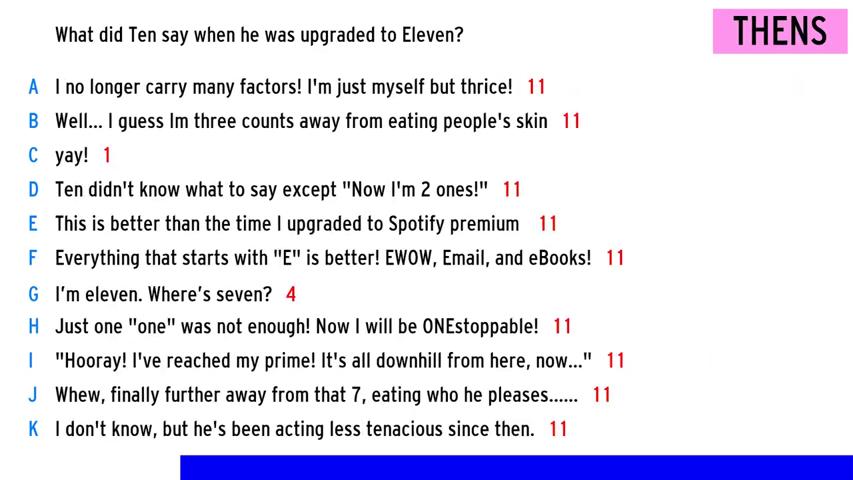 What did Ten say when he was upgraded to Eleven?
THENS
A I no longer carry many factors! I'm just myself but thrice! 11
B Well... I guess Im three counts away from eating people's skin 11
C yay! 1
D Ten didn't know what to say except "Now I'm 2 ones!" 11
E This is better than the time I upgraded to Spotify premium 11
F Everything that starts with "E" is better! EWOW, Email, and eBooks! 11
G I’m eleven. Where’s seven? 4
H Just one "one" was not enough! Now I will be ONEstoppable! 11
I "Hooray! I've reached my prime! It's all downhill from here, now..." 11
J Whew, finally further away from that 7, eating who he pleases...... 11
K I don't know, but he's been acting less tenacious since then. 11